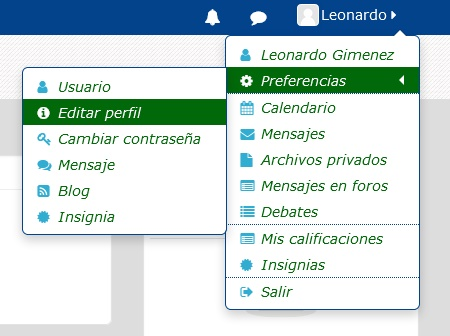 Leonardo
Leonardo Gimenez
Preferencias
Calendario
Mensajes
Archivos privados
Mensajes en foros
Debates
Mis calificaciones
Insignias
Salir
Usuario
Editar perfil
Cambiar contraseña
Mensaje
Blog
Insignia